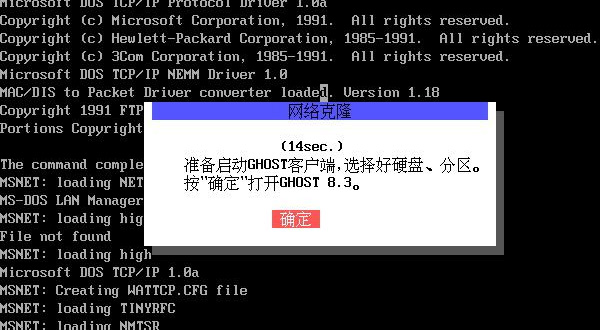 Microsoft DOS TCP/IP Protocol Driver 1.0a
Copyright (c) Microsoft Corporation, 1991.  All rights reserved.
Copyright (c) Hewlett-Packard Corporation, 1985-1991.  All rights reserved.
Copyright (c) 3Com Corporation, 1985-1991.  All rights reserved.
Microsoft DOS TCP/IP NEMM Driver 1.0
MAC/DIS to Packet Driver converter loaded. Version 1.18
Copyright 1991 FTP
Portions Copyright
The command comple
MSNET: loading NET
MS-DOS LAN Manager
MSNET: loading hig
File not found
MSNET: loading high
Microsoft DOS TCP/IP 1.0a
MSNET: Creating WATTCP.CFG file
MSNET: loading TINYRFC
MSNET: loading NMTSR
网络克隆
(14sec.)
准备启动GHOST客户端,选择好硬盘、分区。
按"确定"打开GHOST 8.3。
确定